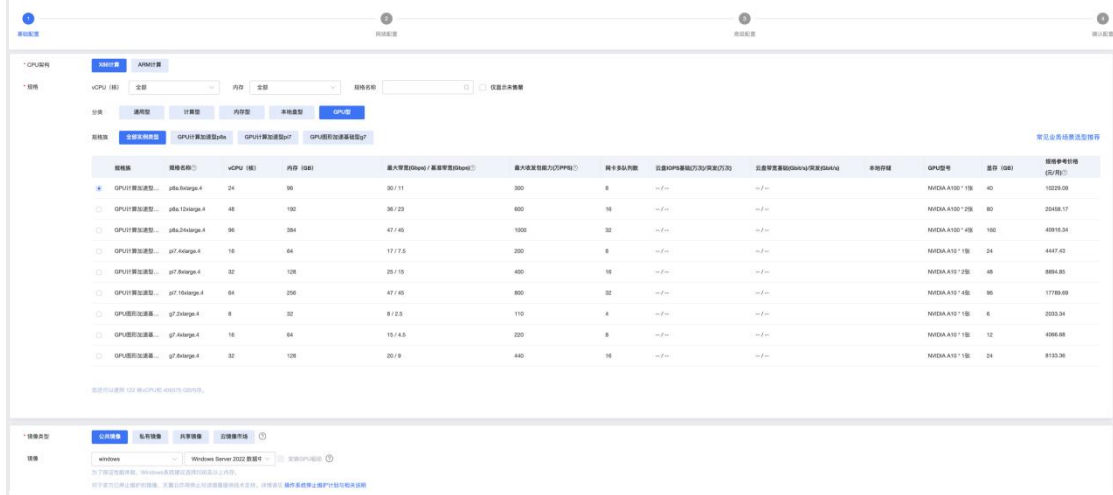 1 2 3 4
基础配置 网络配置 高级配置 确认配置
* CPU架构 X86计算 ARM计算
* 规格 vCPU (核) 全部 内存 全部 规格名称 仅显示未售罄
分类 通用型 计算型 内存型 本地盘型 GPU型
规格族 全部实例类型 GPU计算加速型p8a GPU计算加速型pi7 GPU图形加速基础型g7 常见业务场景选型推荐
规格族 规格名称 vCPU (核) 内存 (GB) 最大带宽(Gbps) / 基准带宽(Gbps) 最大收发包能力(万PPS) 网卡多队列数 云盘IOPS基础(万次)/突发(万次) 云盘带宽基础(Gbit/s)/突发(Gbit/s) 本地存储 GPU型号 显存 (GB) 规格参考价格
(元/月)
GPU计算加速型... p8a.6xlarge.4 24 96 30 / 11 300 8 -- / -- -- / -- NVIDIA A100 * 1张 40 10229.08
GPU计算加速型... p8a.12xlarge.4 48 192 36 / 23 600 16 -- / -- -- / -- NVIDIA A100 * 2张 80 20458.17
GPU计算加速型... p8a.24xlarge.4 96 384 47 / 45 1000 32 -- / -- -- / -- NVIDIA A100 * 4张 160 40916.34
GPU计算加速型... pi7.4xlarge.4 16 64 17 / 7.5 200 8 -- / -- -- / -- NVIDIA A10 * 1张 24 4447.43
GPU计算加速型... pi7.8xlarge.4 32 128 25 / 15 400 16 -- / -- -- / -- NVIDIA A10 * 2张 48 8894.85
GPU计算加速型... pi7.16xlarge.4 64 256 47 / 45 800 32 -- / -- -- / -- NVIDIA A10 * 4张 96 17789.69
GPU图形加速基... g7.2xlarge.4 8 32 8 / 2.5 110 4 -- / -- -- / -- NVIDIA A10 * 1张 6 2033.34
GPU图形加速基... g7.4xlarge.4 16 64 15 / 4.5 220 8 -- / -- -- / -- NVIDIA A10 * 1张 12 4066.68
GPU图形加速基... g7.8xlarge.4 32 128 20 / 9 440 16 -- / -- -- / -- NVIDIA A10 * 1张 24 8133.36
* 镜像类型 公共镜像 私有镜像 共享镜像 云镜像市场
镜像 windows Windows Server 2022 数据中 安装GPU驱动
操作系统停止维护计划与相关说明